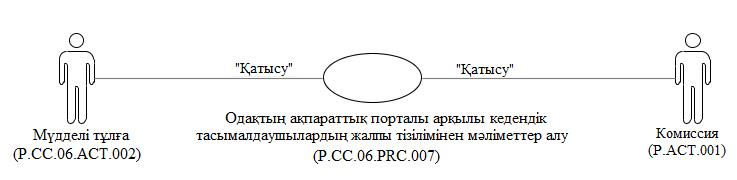 "Қатысу"
"Қатысу"
Одақтың ақпараттық порталы арқылы кедендік
тасымалдаушылардың жалпы тізілімінен мәліметтер алу
(P.CC.06.PRC.007)
Мүдделі тұлға
(P.CC.06.ACT.002)
Комиссия
(P.ACT.001)